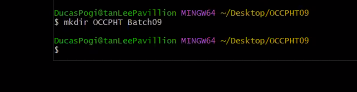 DucasPogi@tanLeePavillion MINGW64 ~/Desktop/OCCPHT09
$ mkdir OCCPHT Batch09
DucasPogi@tanLeePavillion MINGW64 ~/Desktop/OCCPHT09
$